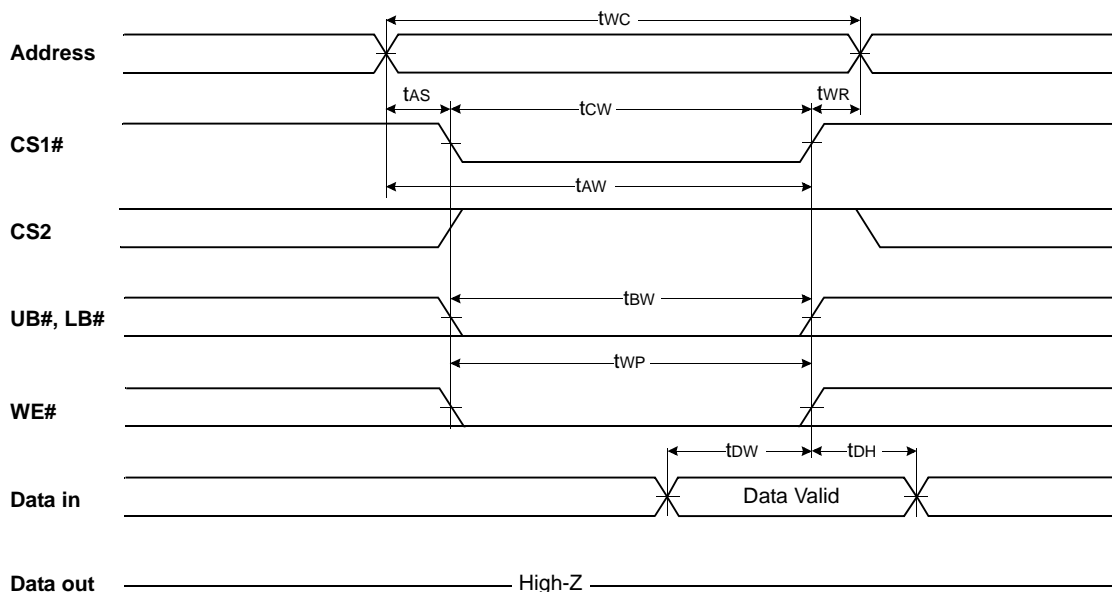 tWC
Address
tAS tCW tWR
CS1#
tAW
CS2
tBW
UB#, LB#
tWP
WE#
tDW tDH
Data in Data Valid
Data out High-Z